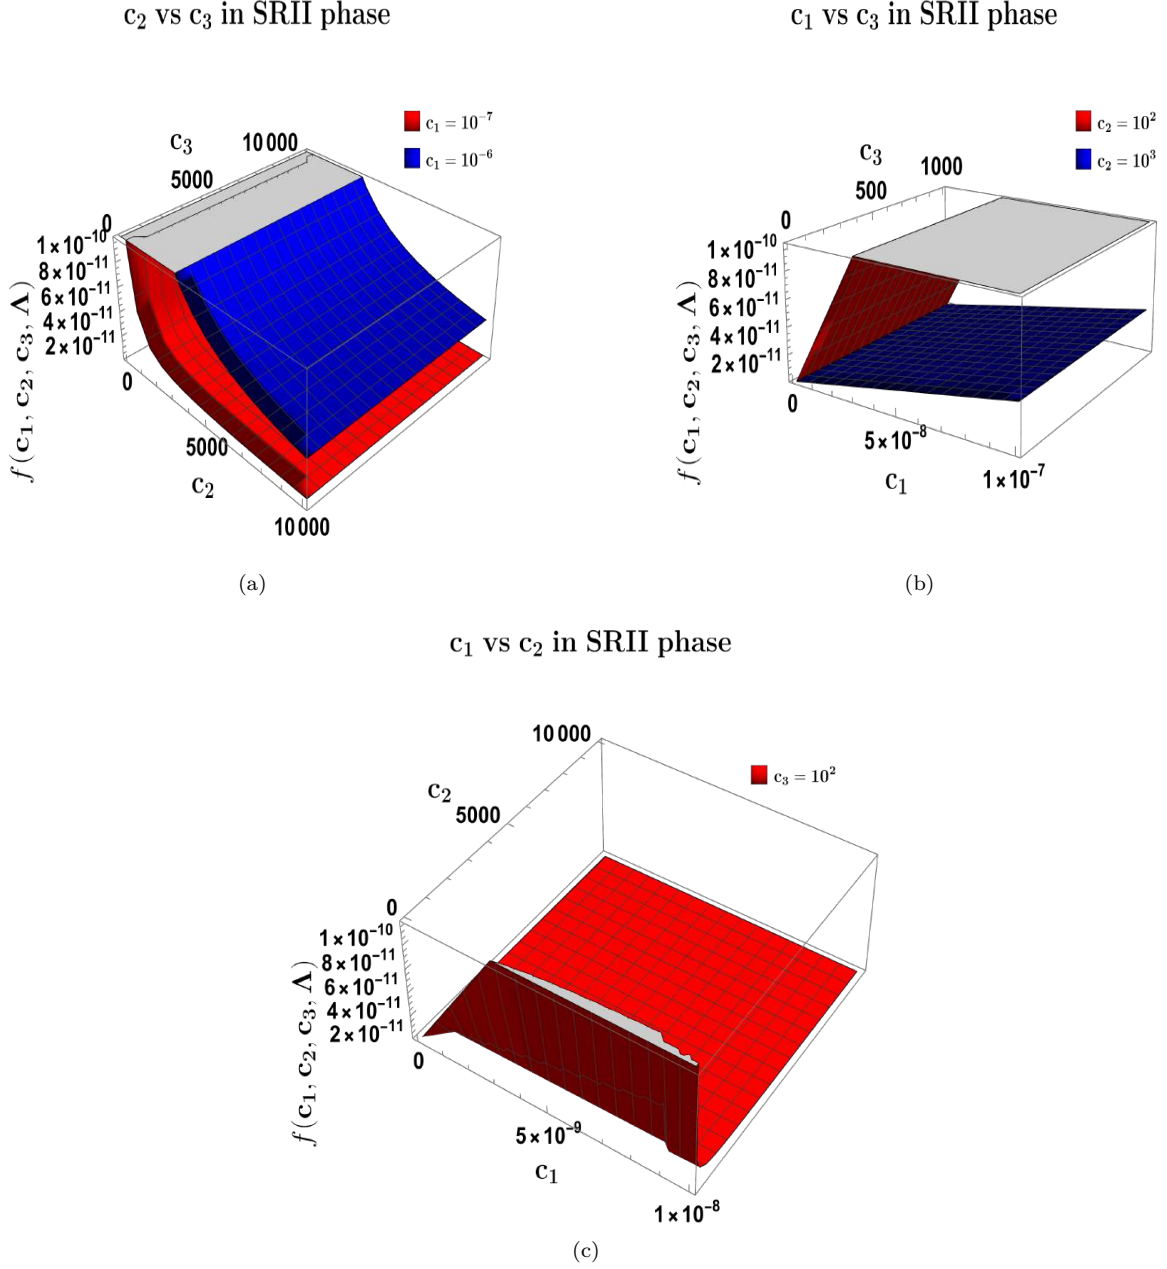 c₂ vs c₃ in SRII phase
c₁ = 10⁻⁷
c₁ = 10⁻⁶
c₃
10 000
5000
0
1×10⁻¹⁰
8×10⁻¹¹
6×10⁻¹¹
4×10⁻¹¹
2×10⁻¹¹
f(c₁, c₂, c₃, Λ)
0
5000
c₂
10 000
(a)
c₁ vs c₃ in SRII phase
c₂ = 10²
c₂ = 10³
c₃
1000
500
0
1×10⁻¹⁰
8×10⁻¹¹
6×10⁻¹¹
4×10⁻¹¹
2×10⁻¹¹
f(c₁, c₂, c₃, Λ)
0
5×10⁻⁸
c₁
1×10⁻⁷
(b)
c₁ vs c₂ in SRII phase
c₃ = 10²
10 000
c₂
5000
0
1×10⁻¹⁰
8×10⁻¹¹
6×10⁻¹¹
4×10⁻¹¹
2×10⁻¹¹
f(c₁, c₂, c₃, Λ)
0
5×10⁻⁹
c₁
1×10⁻⁸
(c)